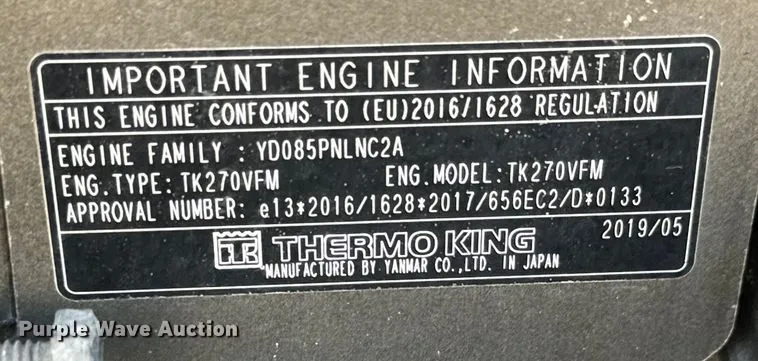 IMPORTANT ENGINE INFORMATION
THIS ENGINE CONFORMS TO (EU)2016/1628 REGULATION
ENGINE FAMILY : YD085PNLNC2A
ENG.TYPE: TK270VFM ENG.MODEL: TK270VFM
APPROVAL NUMBER: e13*2016/1628*2017/656EC2/D*0133
2019/05
TK THERMO KING
MANUFACTURED BY YANMAR CO.,LTD. IN JAPAN
Purple Wave Auction